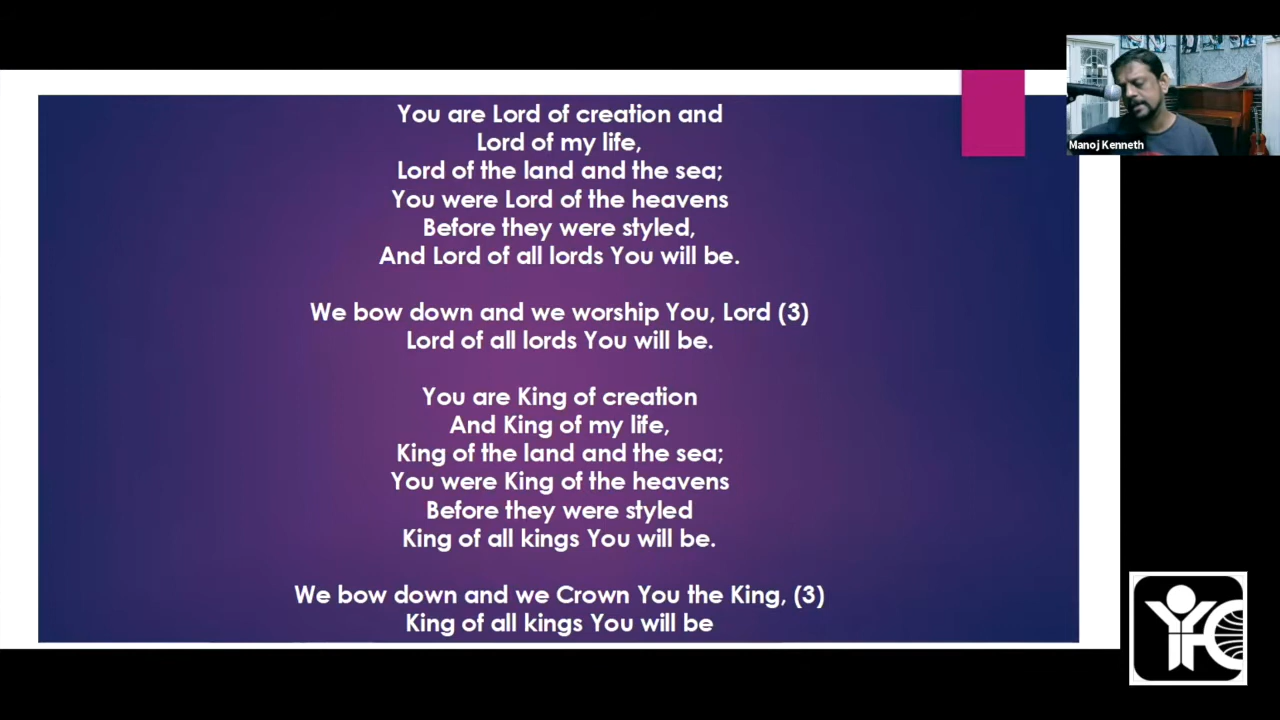 You are Lord of creation and
Lord of my life,
Lord of the land and the sea;
You were Lord of the heavens
Before they were styled,
And Lord of all lords You will be.
We bow down and we worship You, Lord (3)
Lord of all lords You will be.
You are King of creation
And King of my life,
King of the land and the sea;
You were King of the heavens
Before they were styled
King of all kings You will be.
We bow down and we Crown You the King, (3)
King of all kings You will be
Manoj Kenneth
YFC